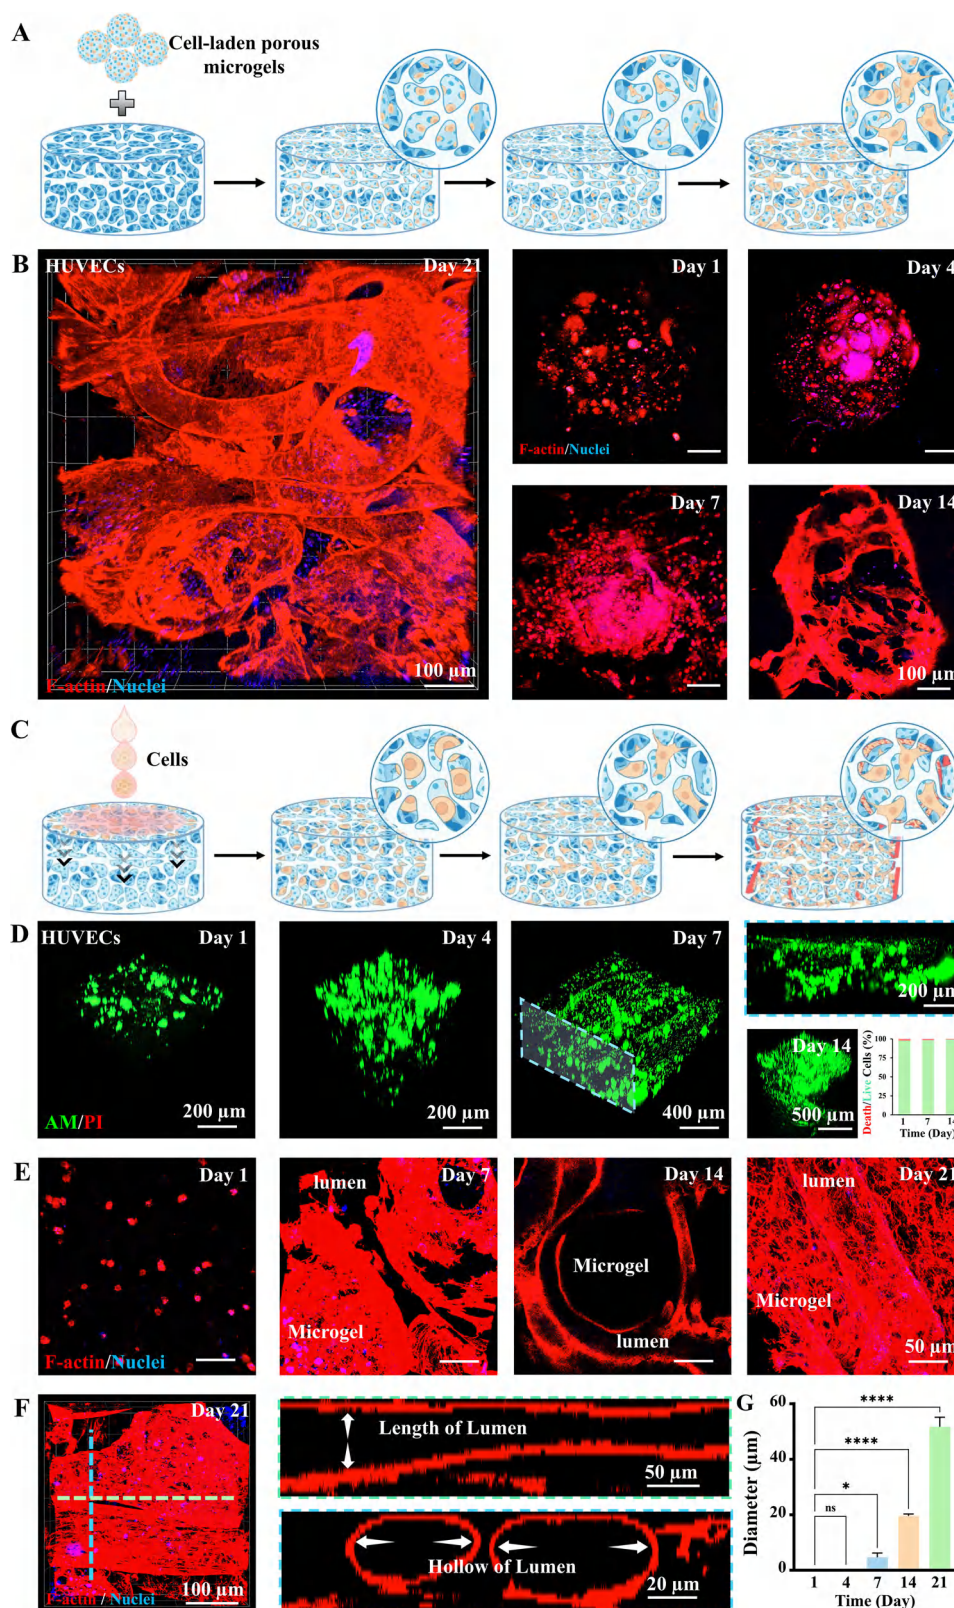 A
Cell-laden porous
microgels
B
HUVECs
Day 21
100 μm
F-actin/Nuclei
Day 1
F-actin/Nuclei
Day 4
Day 7
Day 14
100 μm
C
Cells
D
HUVECs
Day 1
AM/PI
200 μm
Day 4
200 μm
Day 7
400 μm
200 μm
Day 14
500 μm
Death/Live Cells (%)
100
75
50
25
0
1 7 14
Time (Day)
E
Day 1
F-actin/Nuclei
lumen
Day 7
Microgel
Day 14
Microgel
lumen
lumen
Day 21
Microgel
50 μm
F
Day 21
100 μm
F-actin / Nuclei
Length of Lumen
50 μm
Hollow of Lumen
20 μm
G
Diameter (μm)
60
40
20
0
ns
*
****
****
1 4 7 14 21
Time (Day)